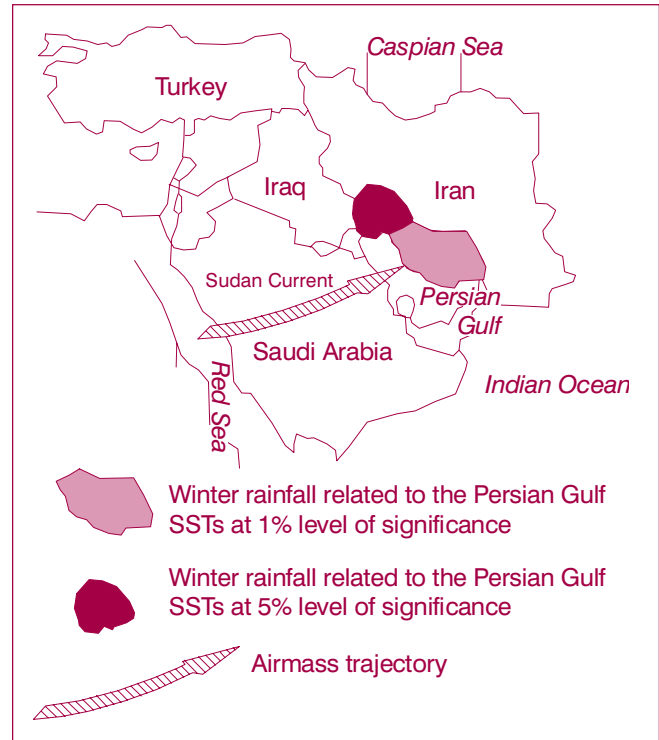 Caspian Sea
Turkey
Iraq
Iran
Sudan Current
Persian
Gulf
Saudi Arabia
Red Sea
Indian Ocean
Winter rainfall related to the Persian Gulf
SSTs at 1% level of significance
Winter rainfall related to the Persian Gulf
SSTs at 5% level of significance
Airmass trajectory